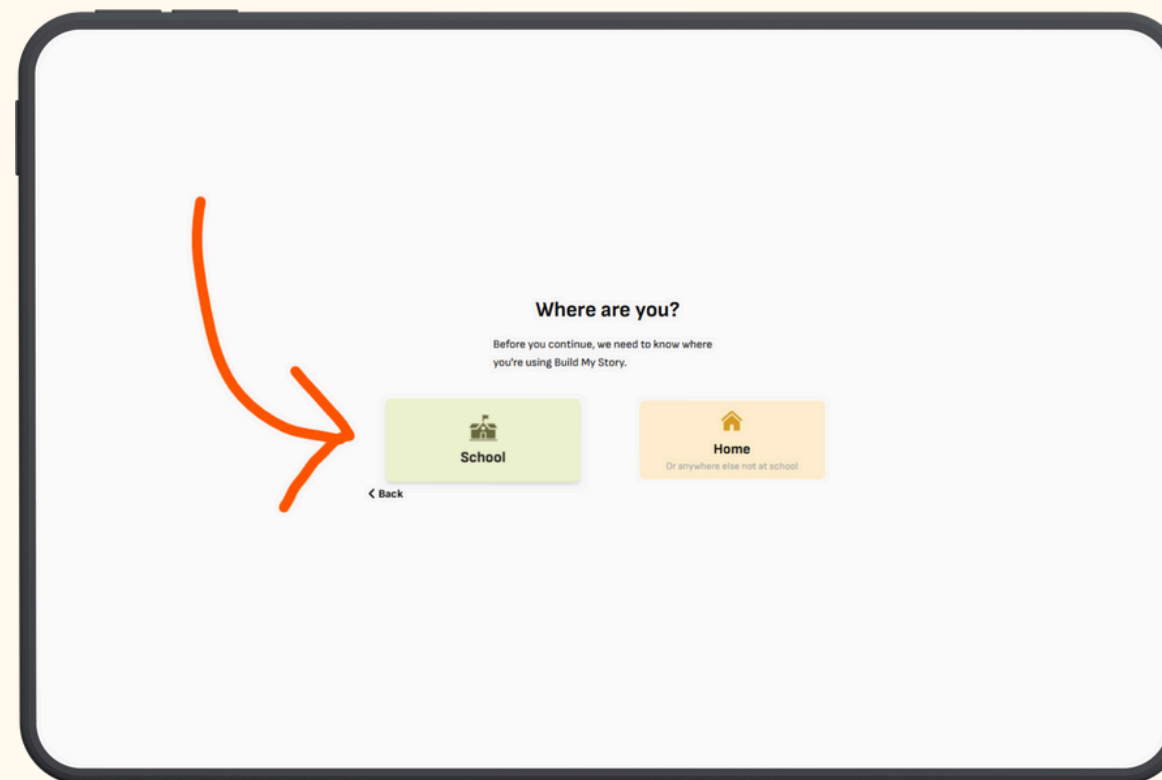 Where are you?
Before you continue, we need to know where
you're using Build My Story.
School
Home
Or anywhere else not at school
Back